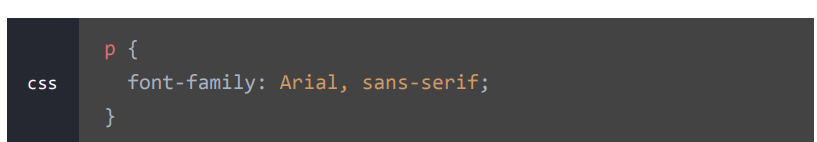 p {
css
font-family: Arial, sans-serif;
}